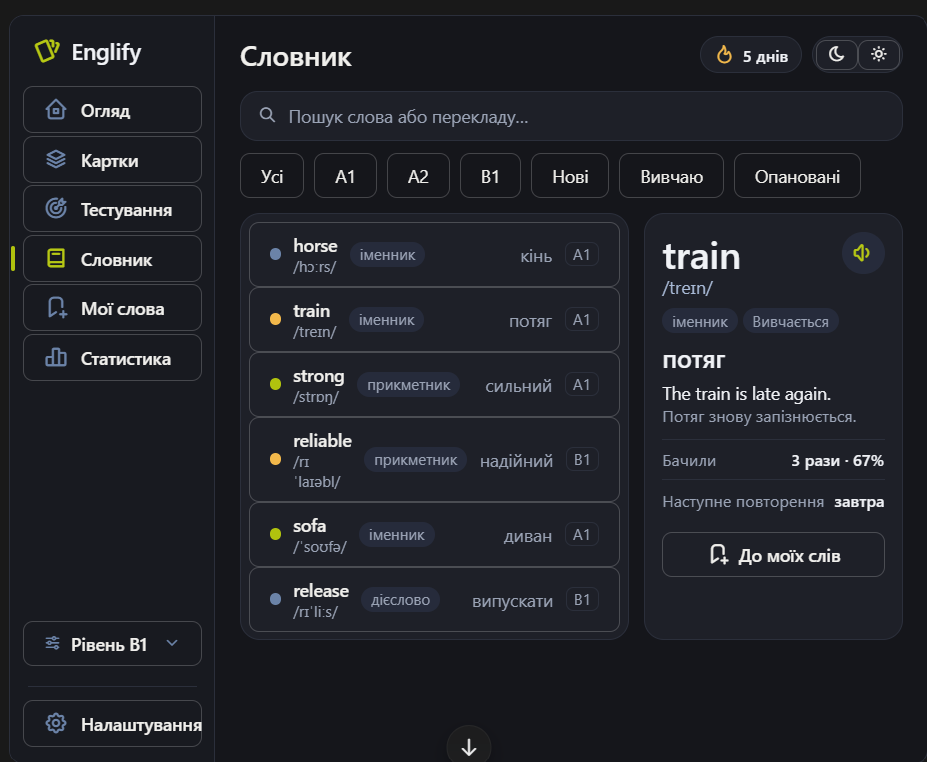 Englify
Огляд
Картки
Тестування
Словник
Мої слова
Статистика
Рівень B1
Налаштування
Словник
5 днів
Пошук слова або перекладу...
Усі
A1
A2
B1
Нові
Вивчаю
Опановані
horse іменник кінь A1
/hɔːrs/
train іменник потяг A1
/treɪn/
strong прикметник сильний A1
/strɒŋ/
reliable прикметник надійний B1
/rɪ
ˈlaɪəbl/
sofa іменник диван A1
/ˈsoʊfə/
release дієслово випускати B1
/rɪˈliːs/
train
/treɪn/
іменник Вивчається
потяг
The train is late again.
Потяг знову запізнюється.
Бачили 3 рази · 67%
Наступне повторення завтра
До моїх слів